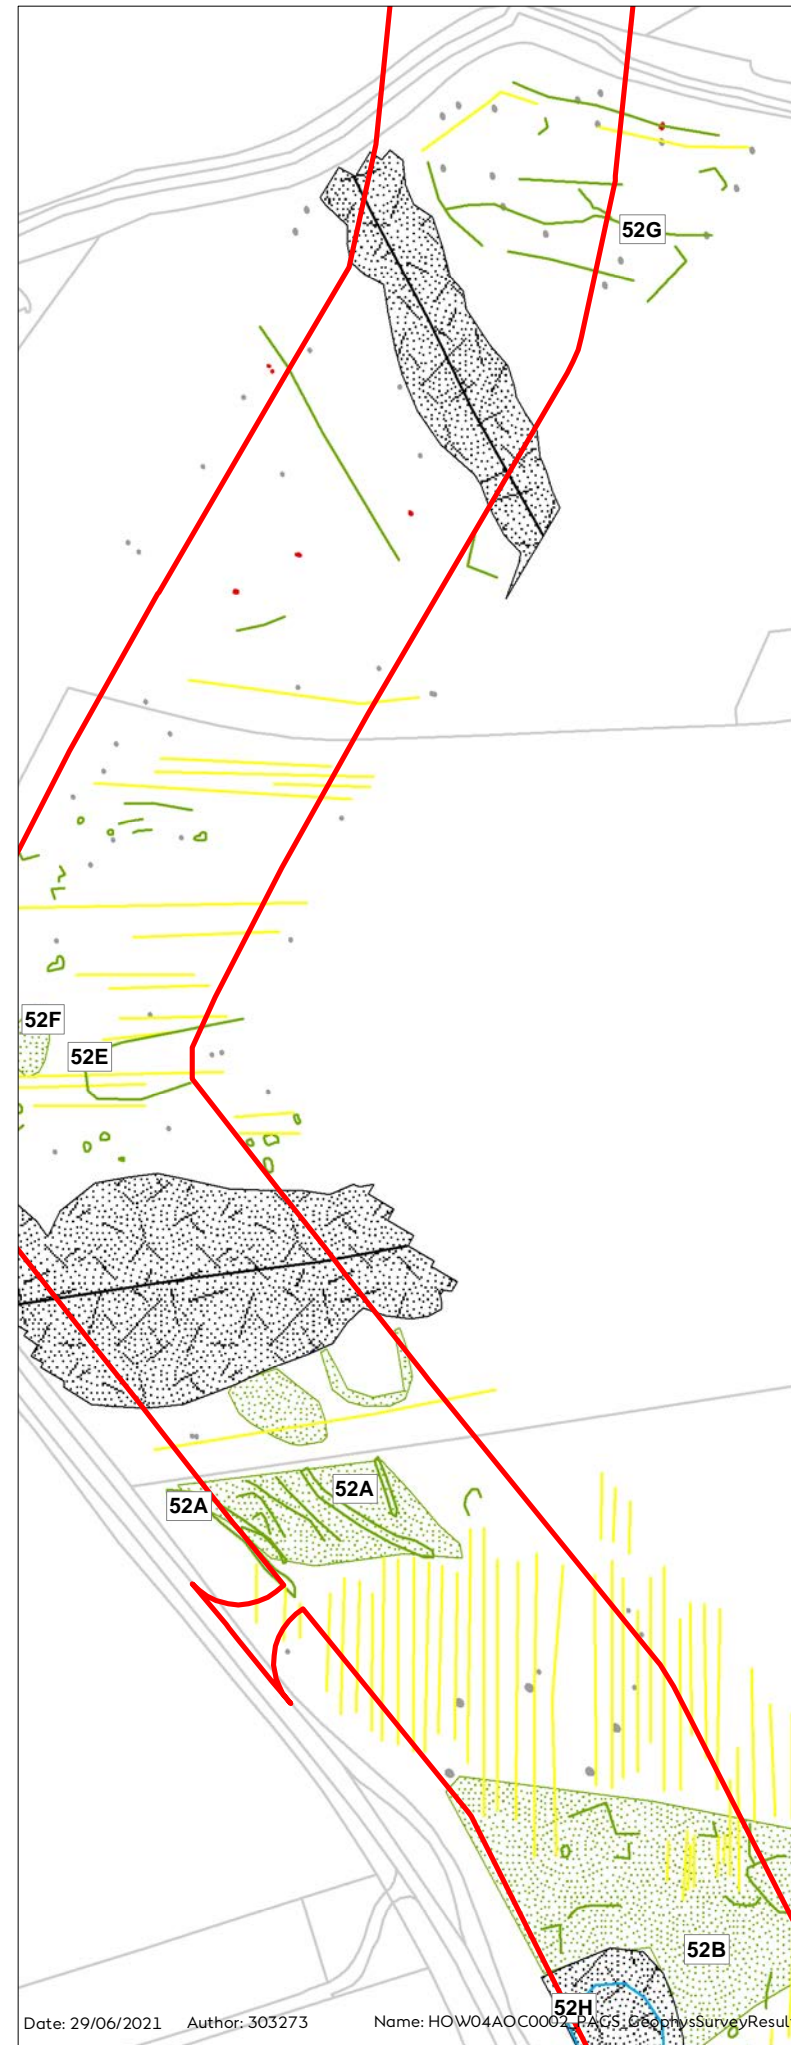 52G
52F
52E
52A
52A
52B
52H
Date: 29/06/2021 Author: 303273 Name: HOW04AOC0002_PAGS_GeophysSurveyResul